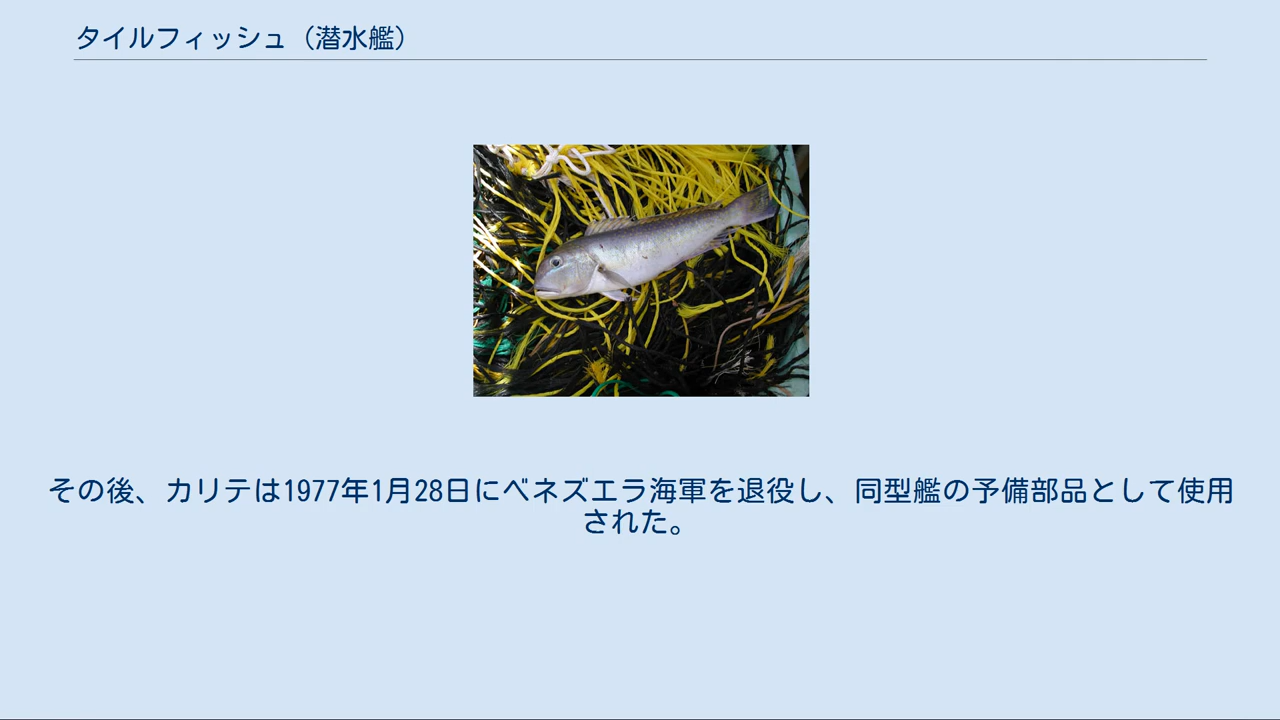 タイルフィッシュ（潜水艦）
その後、カリテは1977年1月28日にベネズエラ海軍を退役し、同型艦の予備部品として使用
された。